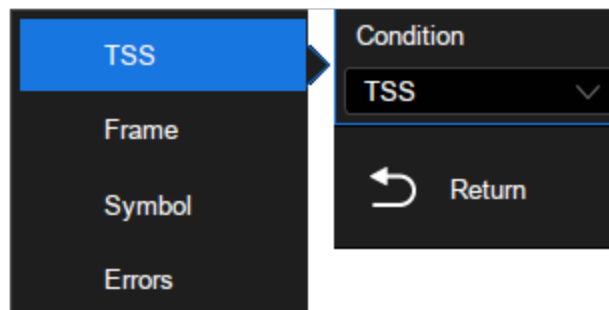 TSS
Frame
Symbol
Errors
Condition
TSS
Return